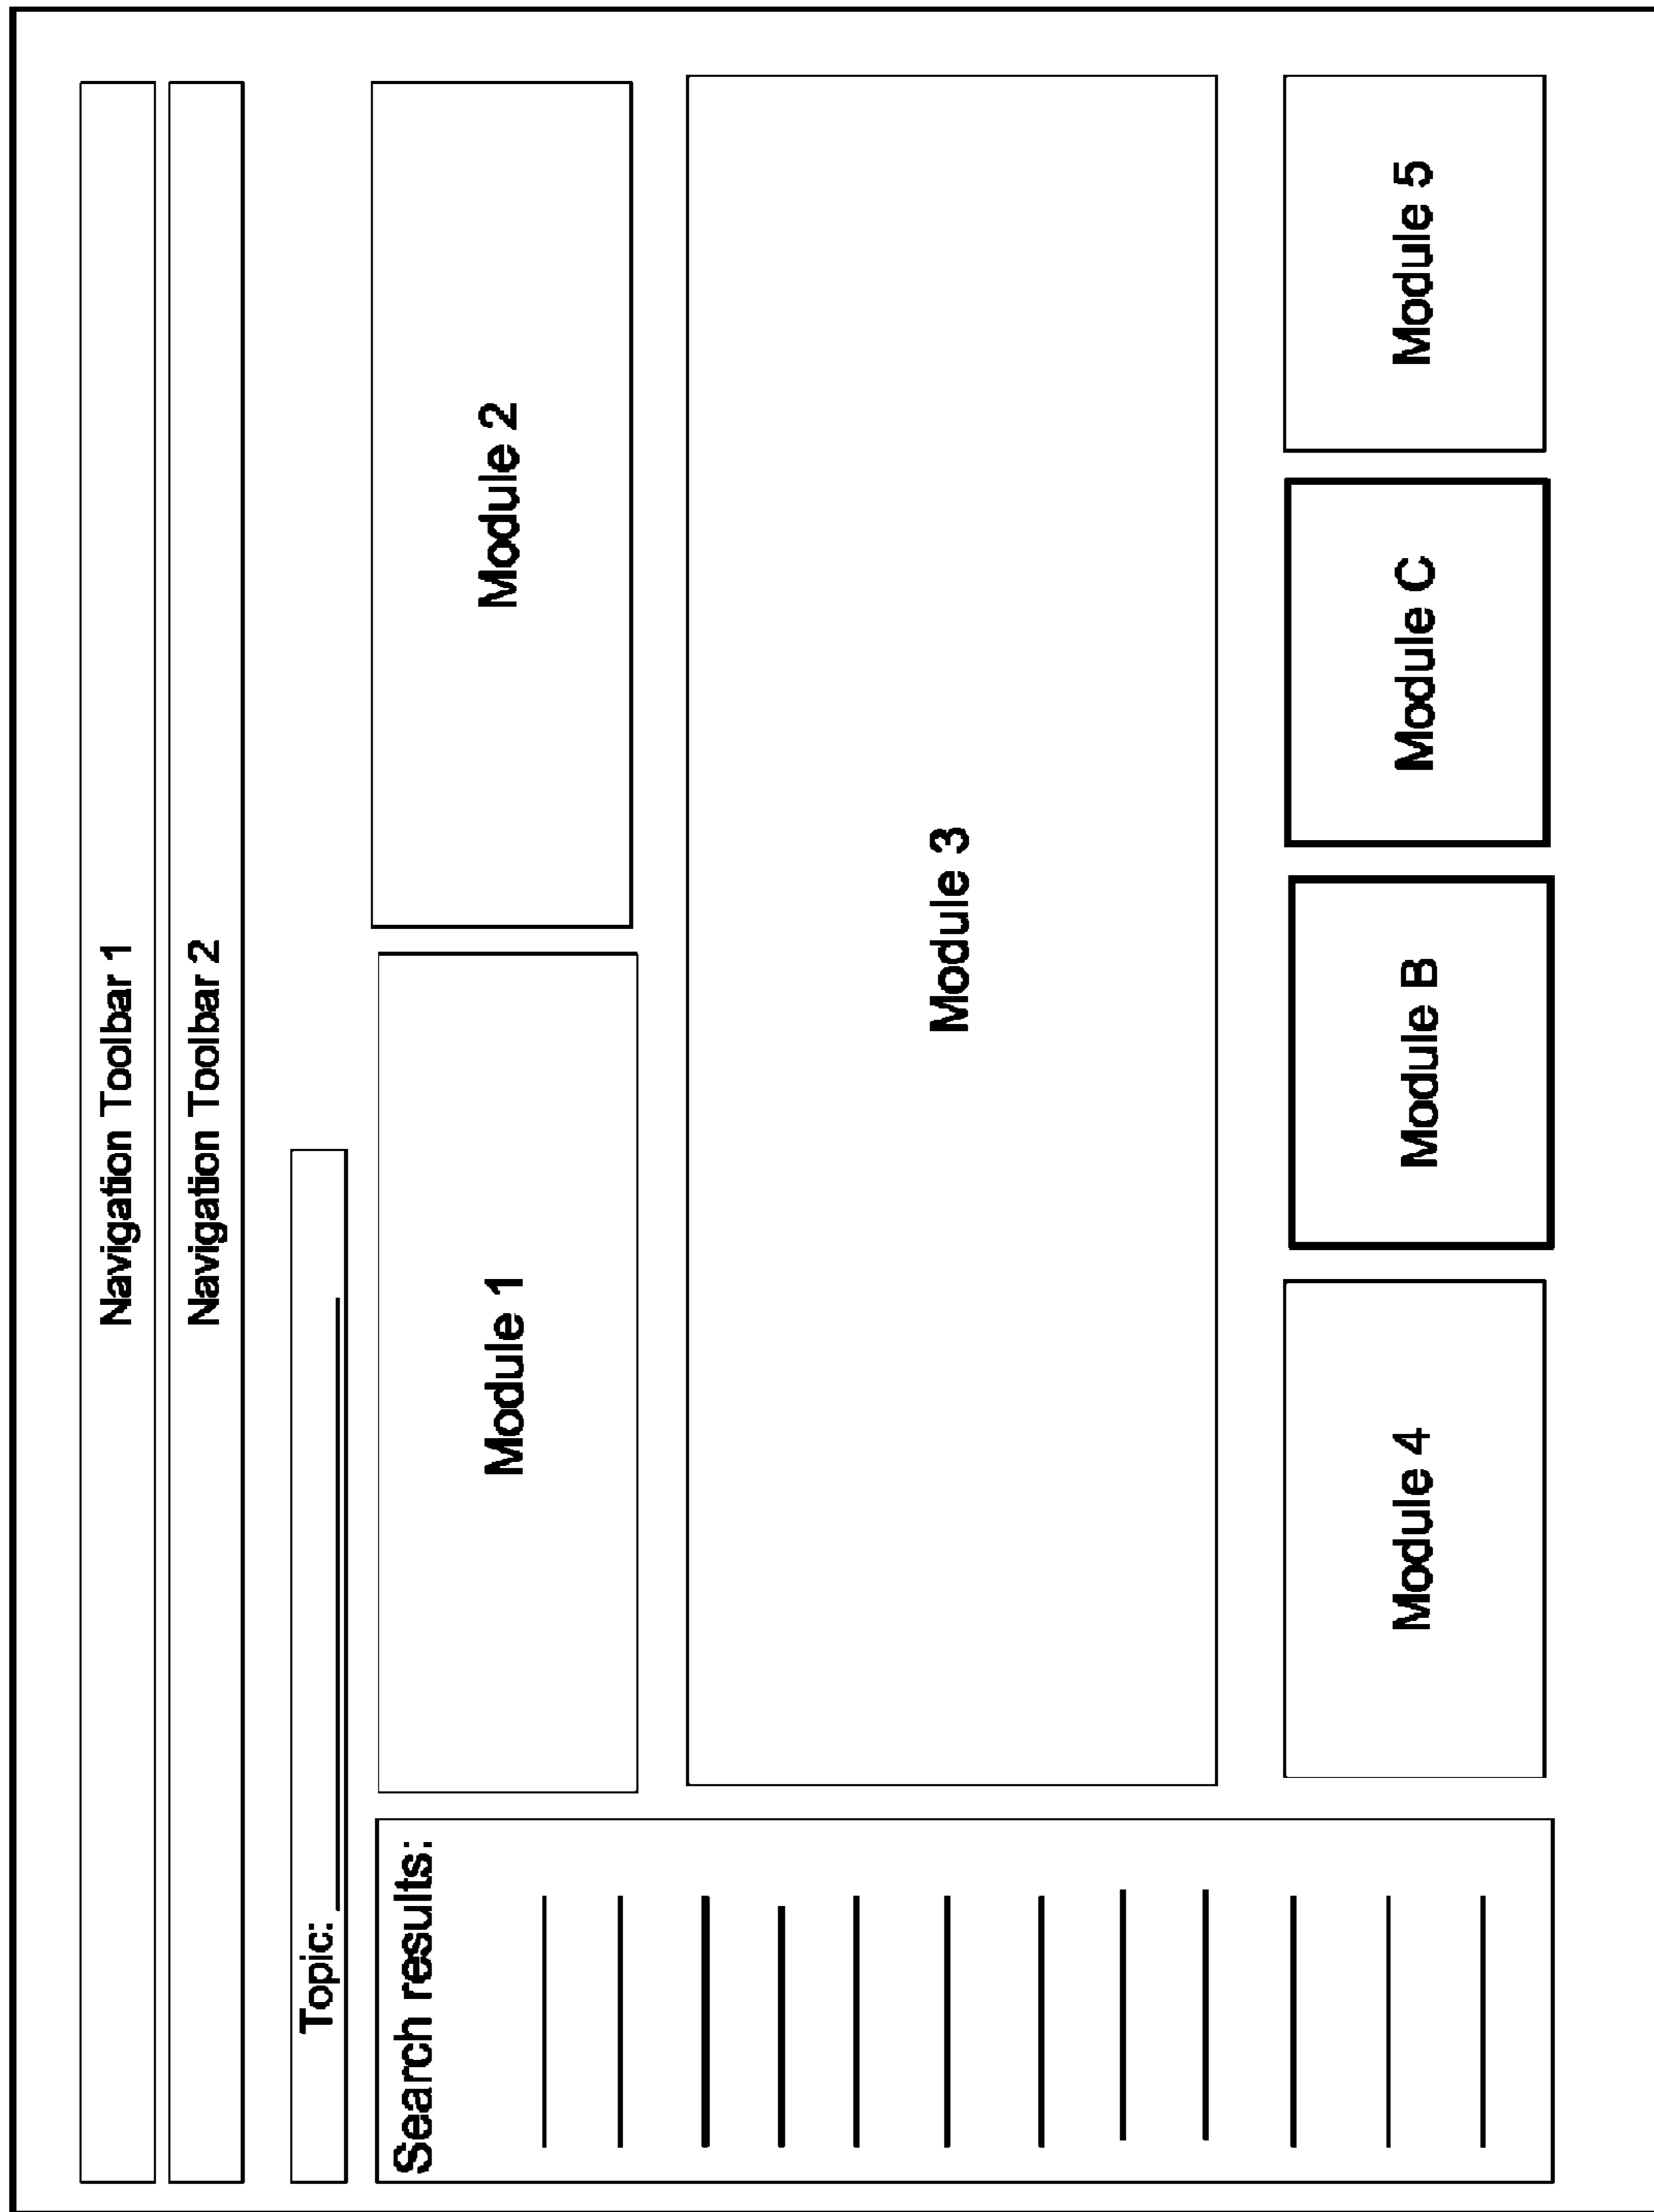 Navigation Toolbar 1
Navigation Toolbar 2
Topic:
Search results:
Module 1
Module 2
Module 3
Module 4
Module B
Module C
Module 5